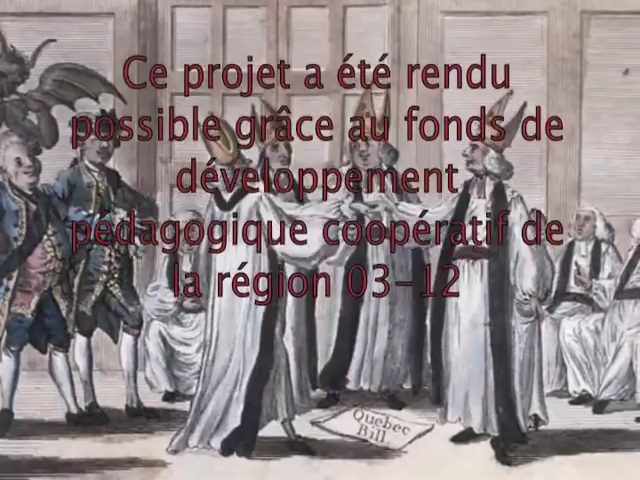 Ce projet a été rendu
possible grâce au fonds de
développement
pédagogique coopératif de
la région 03-12
Quebec
Bill.